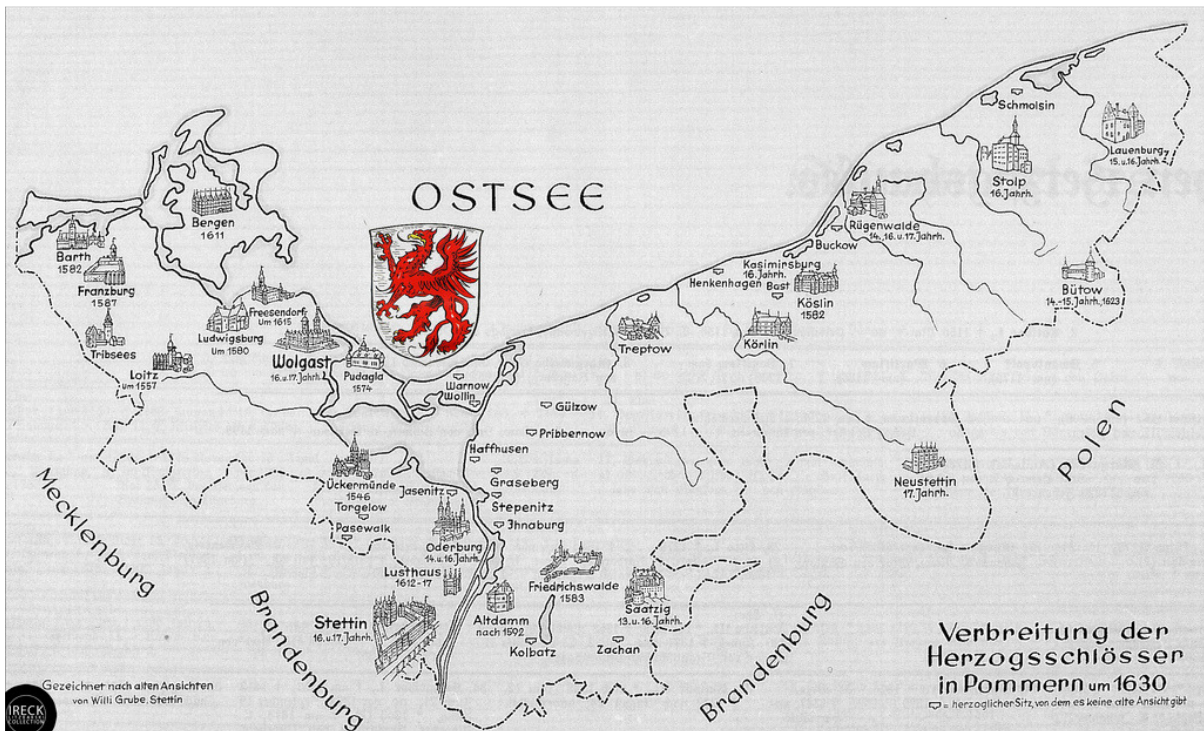 OSTSEE
Schmolsin
Lauenburg
15. u. 16. Jahrh.
Stolp
16. Jahrh.
Bergen
1611
Rügenwalde
14., 16. u. 17. Jahrh.
Barth
1582
Buckow
Franzburg
1587
Kasimirsburg
16. Jahrh.
Henkenhagen
Bast
Köslin
1582
Bütow
14.-15. Jahrh., 1623
Freesendorf
Um 1615
Ludwigsburg
Um 1580
Tribsees
Loitz
um 1557
Wolgast
16. u. 17. Jahrh.
Pudagla
1574
Treptow
Körlin
Warnow
Wollin
Gülzow
Pribbernow
Haffhusen
Polen
Neustettin
17. Jahrh.
Ückermünde
1546
Torgelow
Pasewalk
Jasenitz
Graseberg
Stepenitz
Ihnaburg
Oderburg
14. u. 16. Jahrh.
Mecklenburg
Lusthaus
1612-17
Friedrichswalde
1583
Saatzig
13. u. 16. Jahrh.
Stettin
16. u. 17. Jahrh.
Altdamm
nach 1592
Kolbatz
Zachan
Brandenburg
Brandenburg
Verbreitung der
Herzogsschlösser
in Pommern um 1630
= herzoglicher Sitz, von dem es keine alte Ansicht gibt
Gezeichnet nach alten Ansichten
von Willi Grube, Stettin
IRECK
COLLECTION